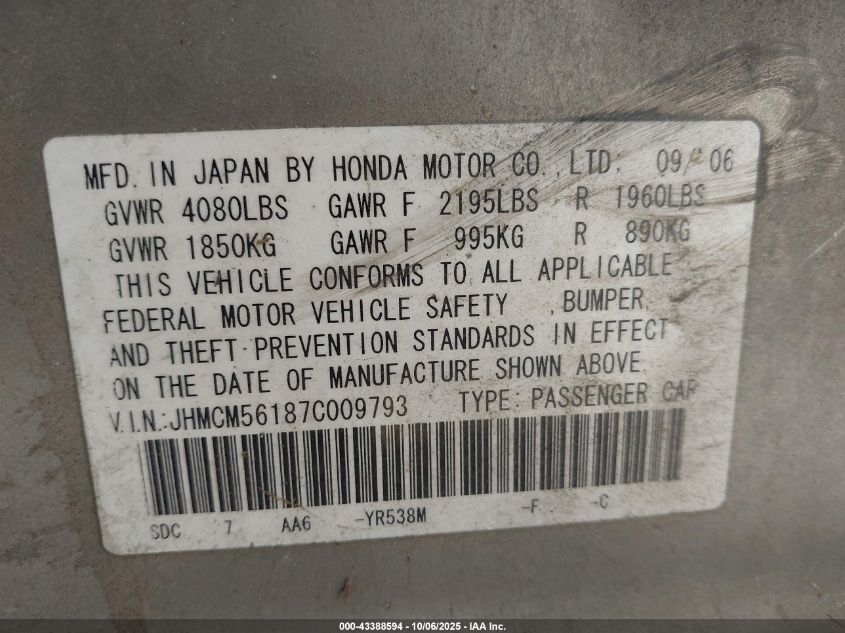 MFD. IN JAPAN BY HONDA MOTOR CO., LTD. 09/06
GVWR 4080LBS GAWR F 2195LBS R 1960LBS
GVWR 1850KG GAWR F 995KG R 890KG
THIS VEHICLE CONFORMS TO ALL APPLICABLE
FEDERAL MOTOR VEHICLE SAFETY , BUMPER,
AND THEFT PREVENTION STANDARDS IN EFFECT
ON THE DATE OF MANUFACTURE SHOWN ABOVE.
V.I.N.:JHMCM56187C009793 TYPE: PASSENGER CAR
SDC 7 AA6 -YR538M -F -C
000-43388594 - 10/06/2025 - IAA Inc.